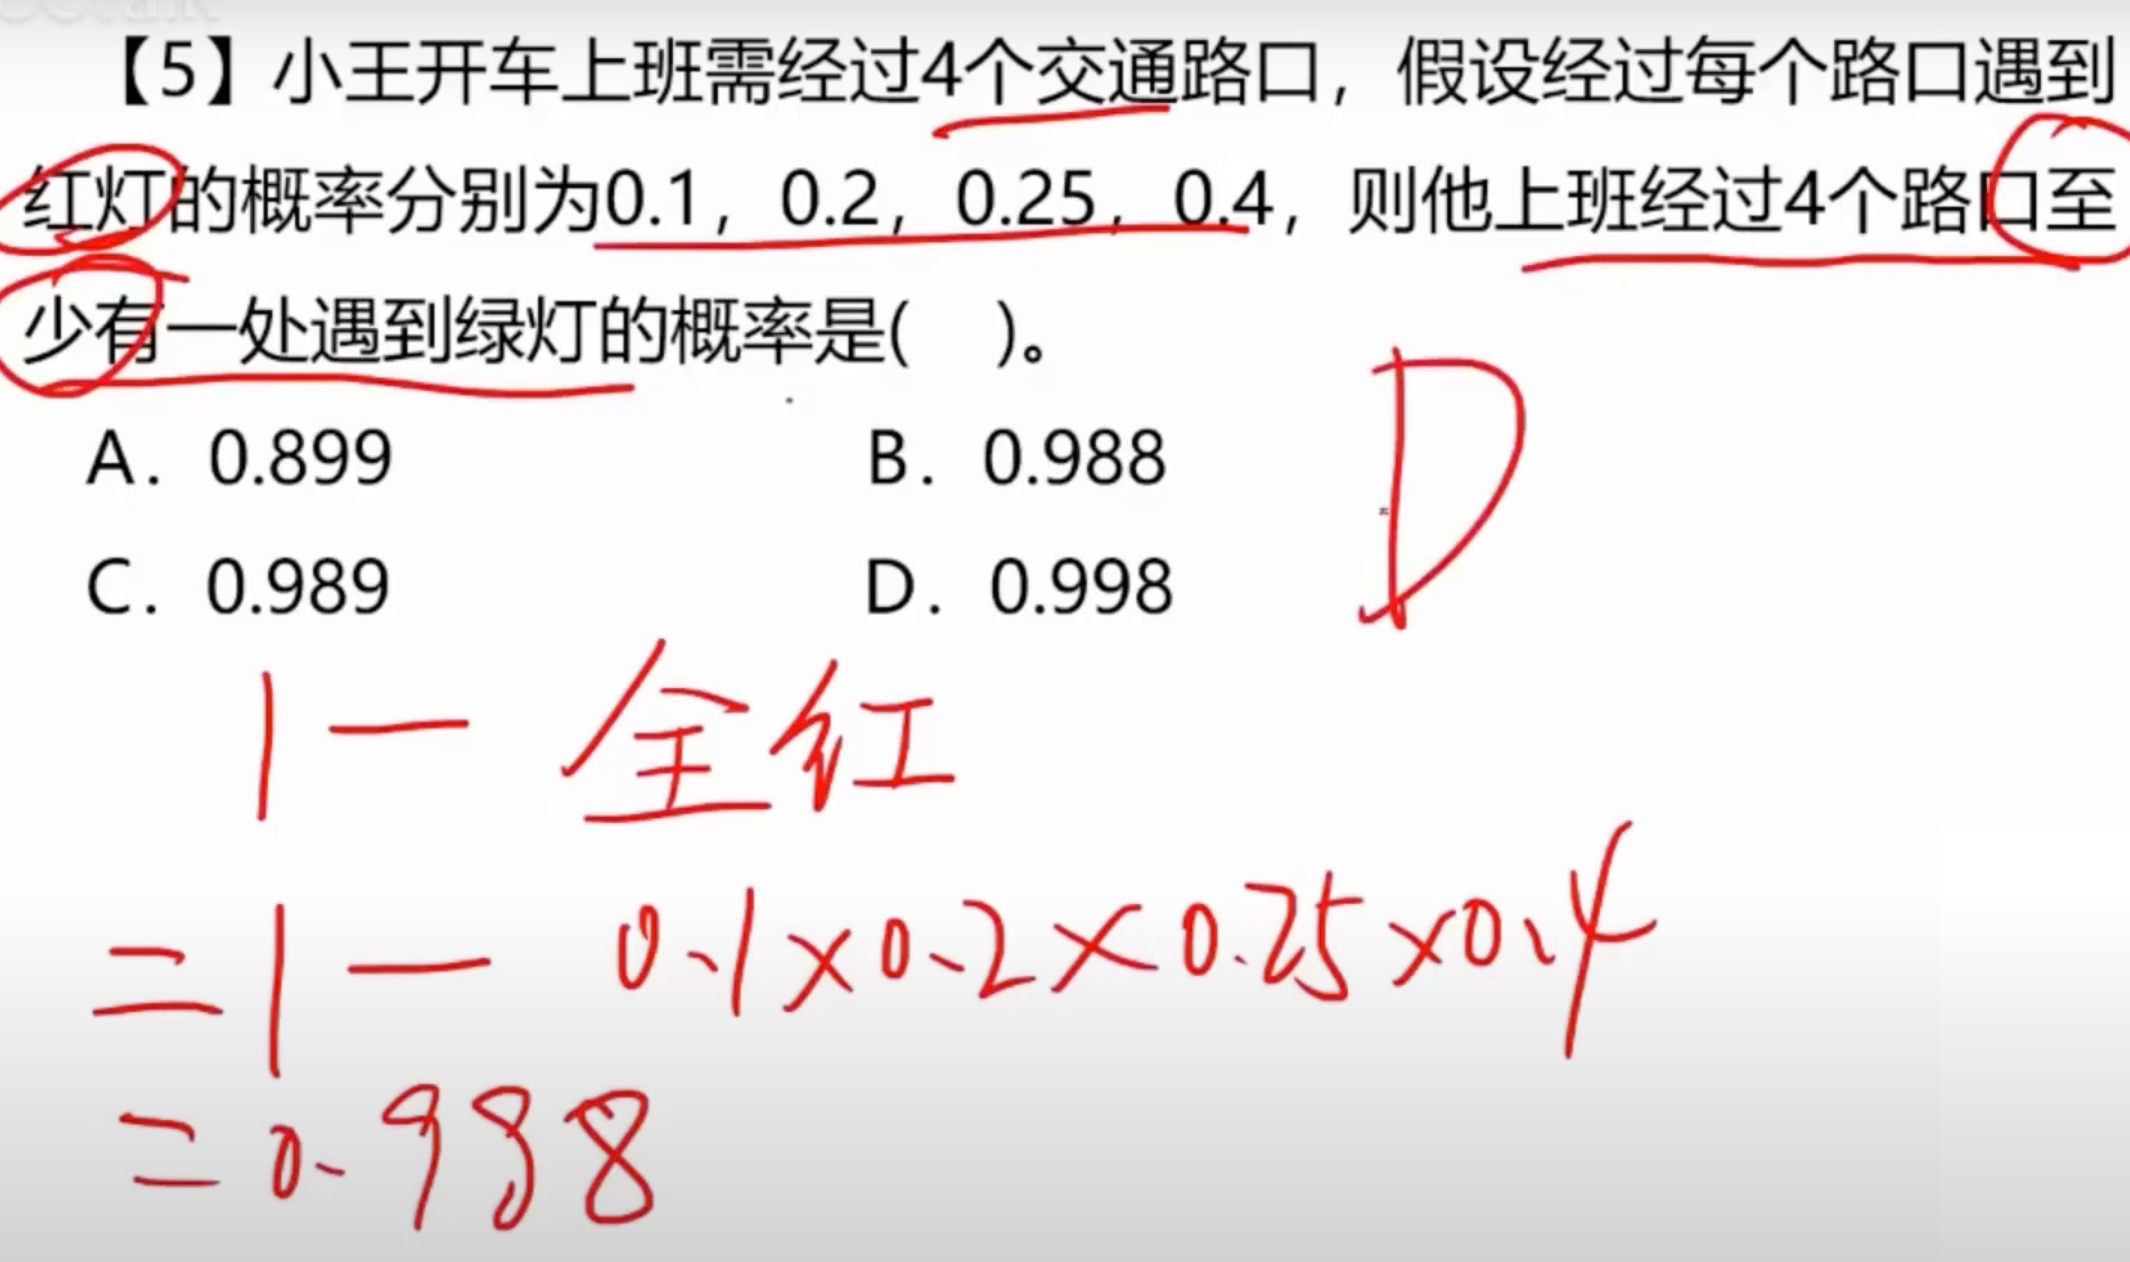 【5】小王开车上班需经过4个交通路口，假设经过每个路口遇到
红灯的概率分别为0.1，0.2，0.25，0.4，则他上班经过4个路口至
少有一处遇到绿灯的概率是(    )。
A．0.899 B．0.988
C．0.989 D．0.998
D
1－全红
=1－0.1×0.2×0.25×0.4
=0.998